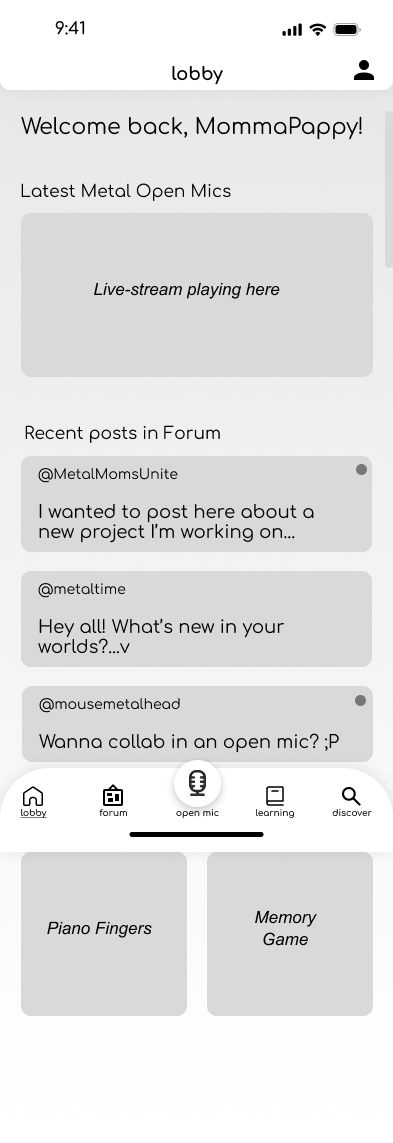 9:41
lobby
Welcome back, MommaPappy!
Latest Metal Open Mics
Live-stream playing here
Recent posts in Forum
@MetalMomsUnite
I wanted to post here about a
new project I’m working on...
@metaltime
Hey all! What’s new in your
worlds?...v
@mousemetalhead
Wanna collab in an open mic? ;P
lobby
forum
open mic
learning
discover
Piano Fingers
Memory
Game